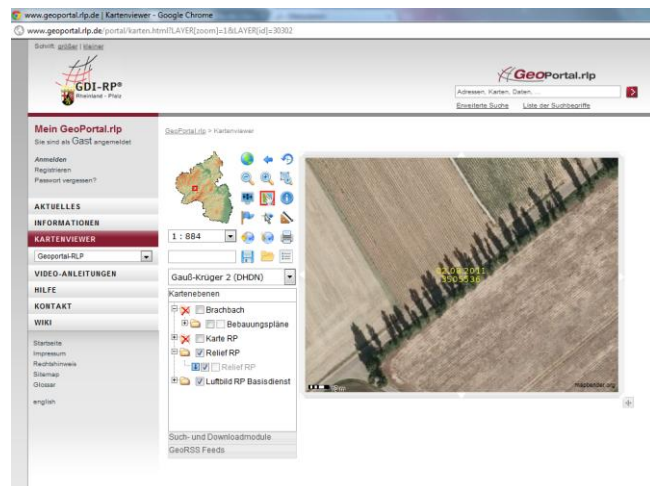 www.geoportal.rlp.de | Kartenviewer - Google Chrome
www.geoportal.rlp.de/portal/karten.html?LAYER[zoom]=1&LAYER[id]=30302
Schrift: größer | kleiner
GDI-RP®
Rheinland - Pfalz
GeoPortal.rlp
Adressen, Karten, Daten, ...
Erweiterte Suche Liste der Suchbegriffe
Mein GeoPortal.rlp
Sie sind als Gast angemeldet
Anmelden
Registrieren
Passwort vergessen?
AKTUELLES
INFORMATIONEN
KARTENVIEWER
Geoportal-RLP
VIDEO-ANLEITUNGEN
HILFE
KONTAKT
WIKI
Startseite
Impressum
Rechtshinweis
Sitemap
Glossar
english
GeoPortal.rlp > Kartenviewer
1 : 884
Gauß-Krüger 2 (DHDN)
Kartenebenen
Brachbach
Bebauungspläne
Karte RP
Relief RP
Relief RP
Luftbild RP Basisdienst
Such- und Downloadmodule
GeoRSS Feeds
mapbender.org